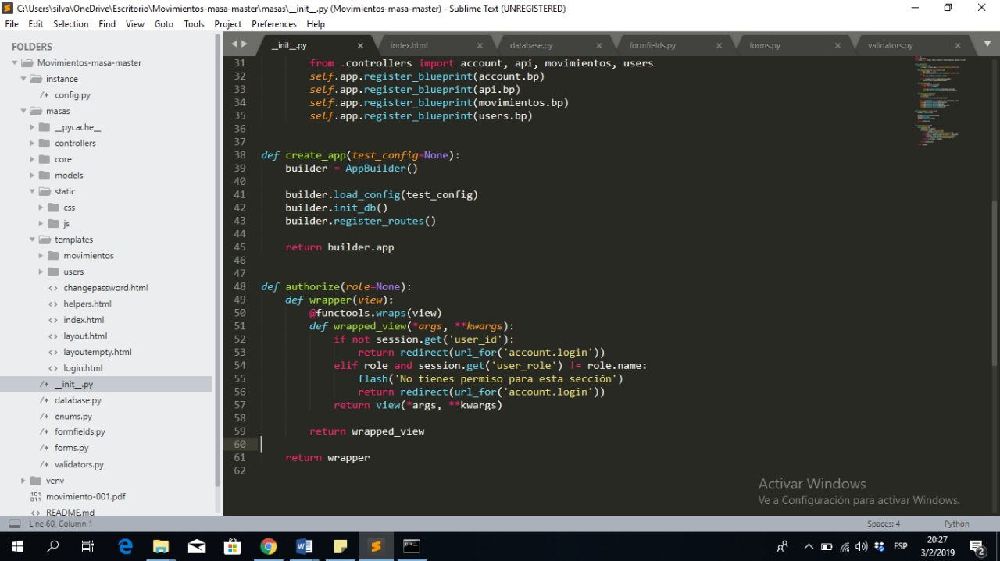 C:\Users\silva\OneDrive\Escritorio\Movimientos-masa-master\masas\__init__.py (Movimientos-masa-master) - Sublime Text (UNREGISTERED)
File Edit Selection Find View Goto Tools Project Preferences Help
FOLDERS
Movimientos-masa-master
instance
/* config.py
masas
__pycache__
controllers
core
models
static
css
js
templates
movimientos
users
<> changepassword.html
<> helpers.html
<> index.html
<> layout.html
<> layoutempty.html
<> login.html
/* __init__.py
/* database.py
/* enums.py
/* formfields.py
/* forms.py
/* validators.py
venv
movimiento-001.pdf
<> README.md
__init__.py × index.html × database.py × formfields.py × forms.py × validators.py ×
31 from .controllers import account, api, movimientos, users
32 self.app.register_blueprint(account.bp)
33 self.app.register_blueprint(api.bp)
34 self.app.register_blueprint(movimientos.bp)
35 self.app.register_blueprint(users.bp)
36
37
38 def create_app(test_config=None):
39 builder = AppBuilder()
40
41 builder.load_config(test_config)
42 builder.init_db()
43 builder.register_routes()
44
45 return builder.app
46
47
48 def authorize(role=None):
49 def wrapper(view):
50 @functools.wraps(view)
51 def wrapped_view(*args, **kwargs):
52 if not session.get('user_id'):
53 return redirect(url_for('account.login'))
54 elif role and session.get('user_role') != role.name:
55 flash('No tienes permiso para esta sección')
56 return redirect(url_for('account.login'))
57 return view(*args, **kwargs)
58
59 return wrapped_view
60
61 return wrapper
62
Activar Windows
Ve a Configuración para activar Windows.
Line 60, Column 1 Spaces: 4 Python
ESP 20:27
3/2/2019
2